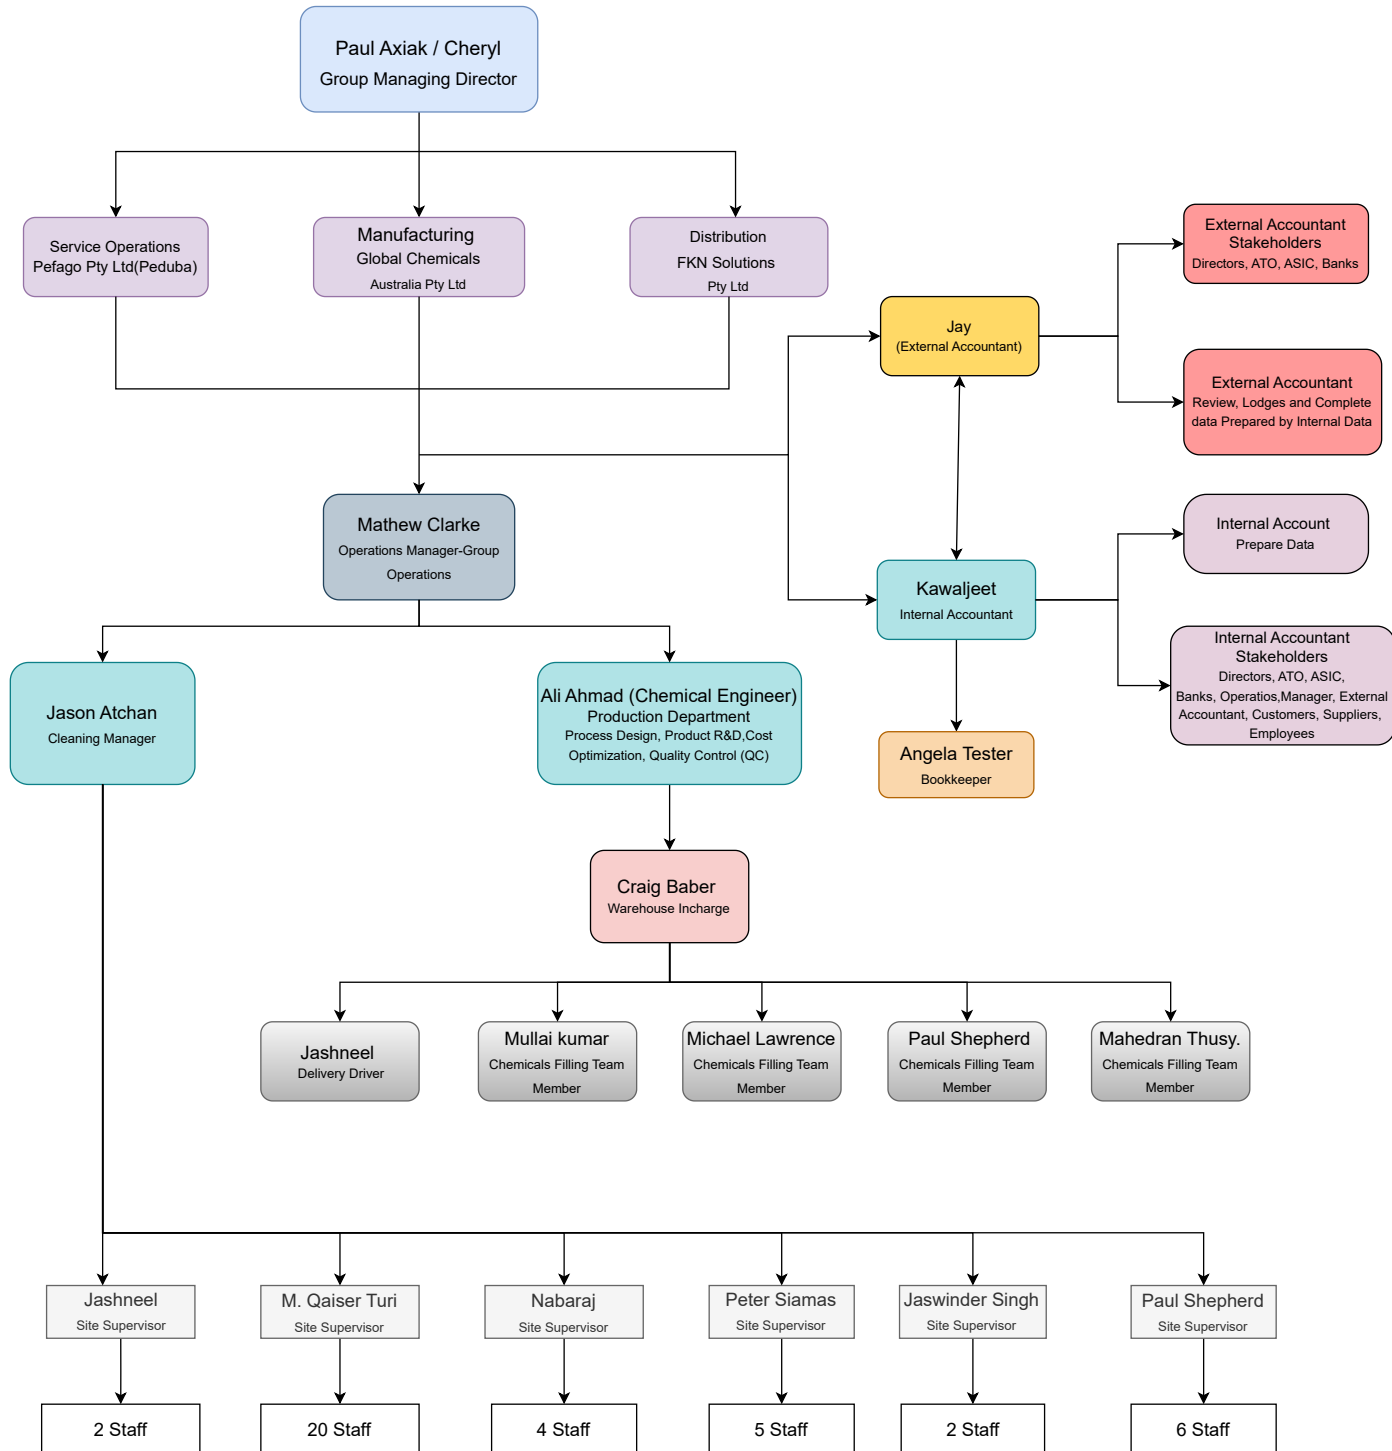 Paul Axiak / Cheryl
Group Managing Director
Service Operations
Pefago Pty Ltd(Peduba)
Manufacturing
Global Chemicals
Australia Pty Ltd
Distribution
FKN Solutions
Pty Ltd
External Accountant
Stakeholders
Directors, ATO, ASIC, Banks
Jay
(External Accountant)
External Accountant
Review, Lodges and Complete
data Prepared by Internal Data
Mathew Clarke
Operations Manager-Group
Operations
Internal Account
Prepare Data
Kawaljeet
Internal Accountant
Internal Accountant
Stakeholders
Directors, ATO, ASIC,
Banks, Operatios,Manager, External
Accountant, Customers, Suppliers,
Employees
Jason Atchan
Cleaning Manager
Ali Ahmad (Chemical Engineer)
Production Department
Process Design, Product R&D,Cost
Optimization, Quality Control (QC)
Angela Tester
Bookkeeper
Craig Baber
Warehouse Incharge
Jashneel
Delivery Driver
Mullai kumar
Chemicals Filling Team
Member
Michael Lawrence
Chemicals Filling Team
Member
Paul Shepherd
Chemicals Filling Team
Member
Mahedran Thusy.
Chemicals Filling Team
Member
Jashneel
Site Supervisor
M. Qaiser Turi
Site Supervisor
Nabaraj
Site Supervisor
Peter Siamas
Site Supervisor
Jaswinder Singh
Site Supervisor
Paul Shepherd
Site Supervisor
2 Staff
20 Staff
4 Staff
5 Staff
2 Staff
6 Staff